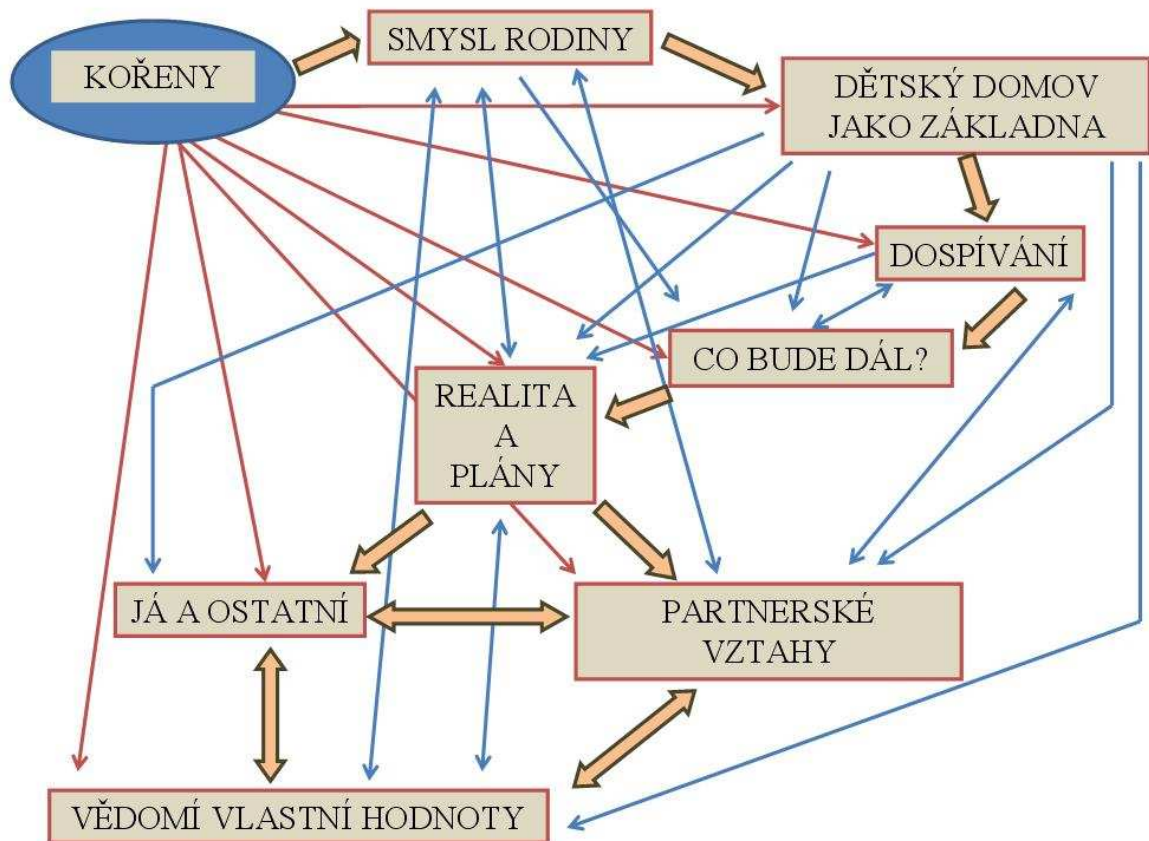 KOŘENY
SMYSL RODINY
DĚTSKÝ DOMOV
JAKO ZÁKLADNA
DOSPÍVÁNÍ
CO BUDE DÁL?
REALITA
A
PLÁNY
JÁ A OSTATNÍ
PARTNERSKÉ
VZTAHY
VĚDOMÍ VLASTNÍ HODNOTY